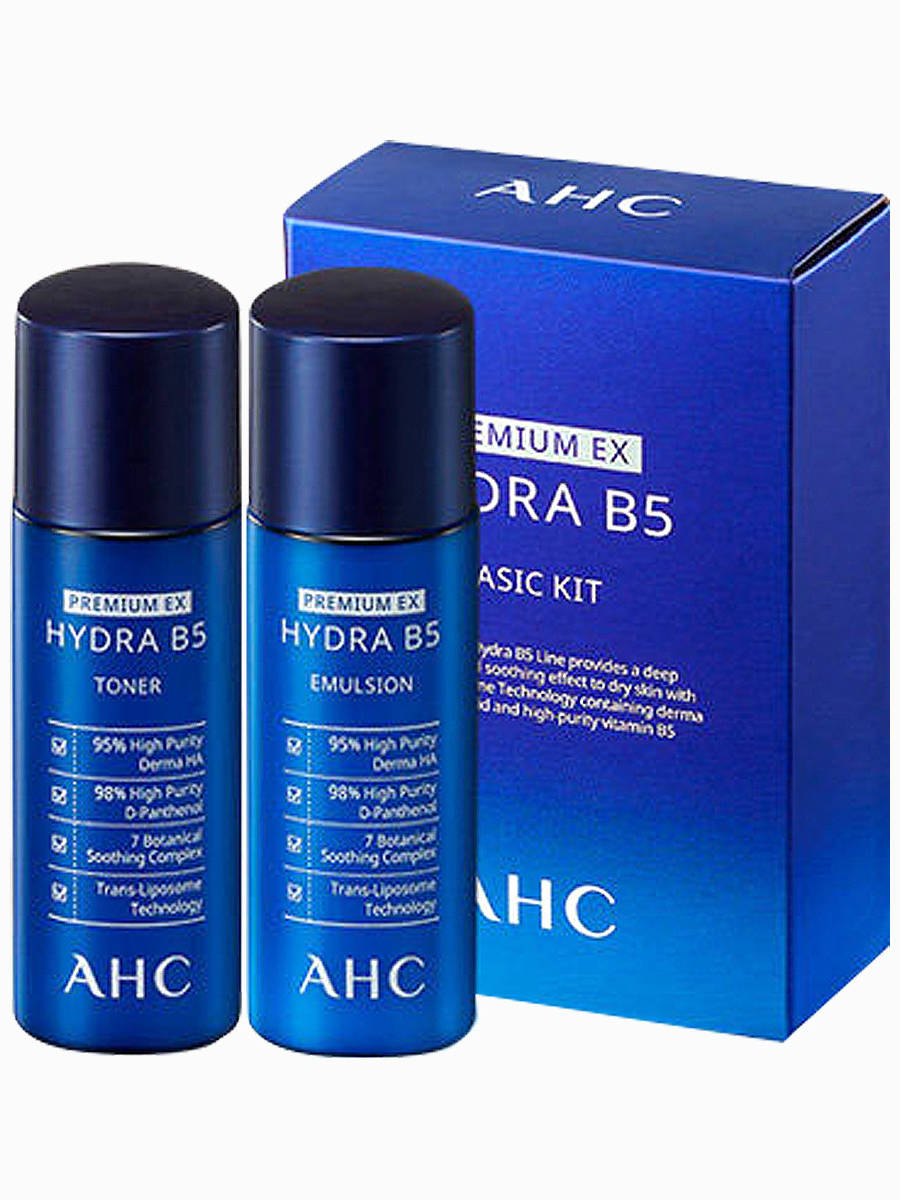 AHC
EMIUM EX
DRA B5
ASIC KIT
ydra B5 Line provides a deep
soothing effect to dry skin with
ne Technology containing derma
id and high-purity vitamin B5
AHC
PREMIUM EX
HYDRA B5
TONER
95% High Purity
Derma HA
98% High Purity
D-Panthenol
7 Botanical
Soothing Complex
Trans-Liposome
Technology
AHC
PREMIUM EX
HYDRA B5
EMULSION
95% High Purity
Derma HA
98% High Purity
D-Panthenol
7 Botanical
Soothing Complex
Trans-Liposome
Technology
AHC